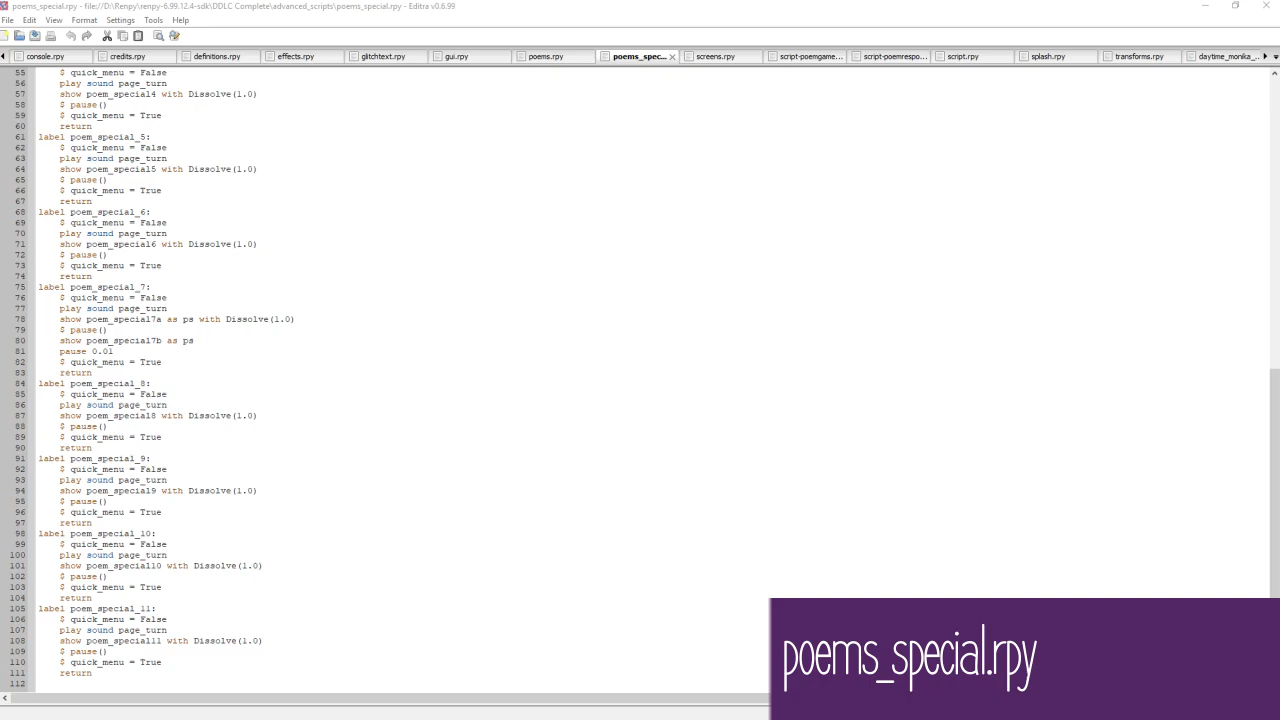 poems_special.rpy - file://D:\Renpy\renpy-6.99.12.4-sdk\DDLC Complete\advanced_scripts\poems_special.rpy - Editra v0.6.99
File Edit View Format Settings Tools Help
console.rpy credits.rpy definitions.rpy effects.rpy glitchtext.rpy gui.rpy poems.rpy poems_spec... screens.rpy script-poemgame... script-poemrespo... script.rpy splash.rpy transforms.rpy daytime_monika_...
55 $ quick_menu = False
56 play sound page_turn
57 show poem_special4 with Dissolve(1.0)
58 $ pause()
59 $ quick_menu = True
60 return
61 label poem_special_5:
62 $ quick_menu = False
63 play sound page_turn
64 show poem_special5 with Dissolve(1.0)
65 $ pause()
66 $ quick_menu = True
67 return
68 label poem_special_6:
69 $ quick_menu = False
70 play sound page_turn
71 show poem_special6 with Dissolve(1.0)
72 $ pause()
73 $ quick_menu = True
74 return
75 label poem_special_7:
76 $ quick_menu = False
77 play sound page_turn
78 show poem_special7a as ps with Dissolve(1.0)
79 $ pause()
80 show poem_special7b as ps
81 pause 0.01
82 $ quick_menu = True
83 return
84 label poem_special_8:
85 $ quick_menu = False
86 play sound page_turn
87 show poem_special8 with Dissolve(1.0)
88 $ pause()
89 $ quick_menu = True
90 return
91 label poem_special_9:
92 $ quick_menu = False
93 play sound page_turn
94 show poem_special9 with Dissolve(1.0)
95 $ pause()
96 $ quick_menu = True
97 return
98 label poem_special_10:
99 $ quick_menu = False
100 play sound page_turn
101 show poem_special10 with Dissolve(1.0)
102 $ pause()
103 $ quick_menu = True
104 return
105 label poem_special_11:
106 $ quick_menu = False
107 play sound page_turn
108 show poem_special11 with Dissolve(1.0)
109 $ pause()
110 $ quick_menu = True
111 return
112
poems_special.rpy